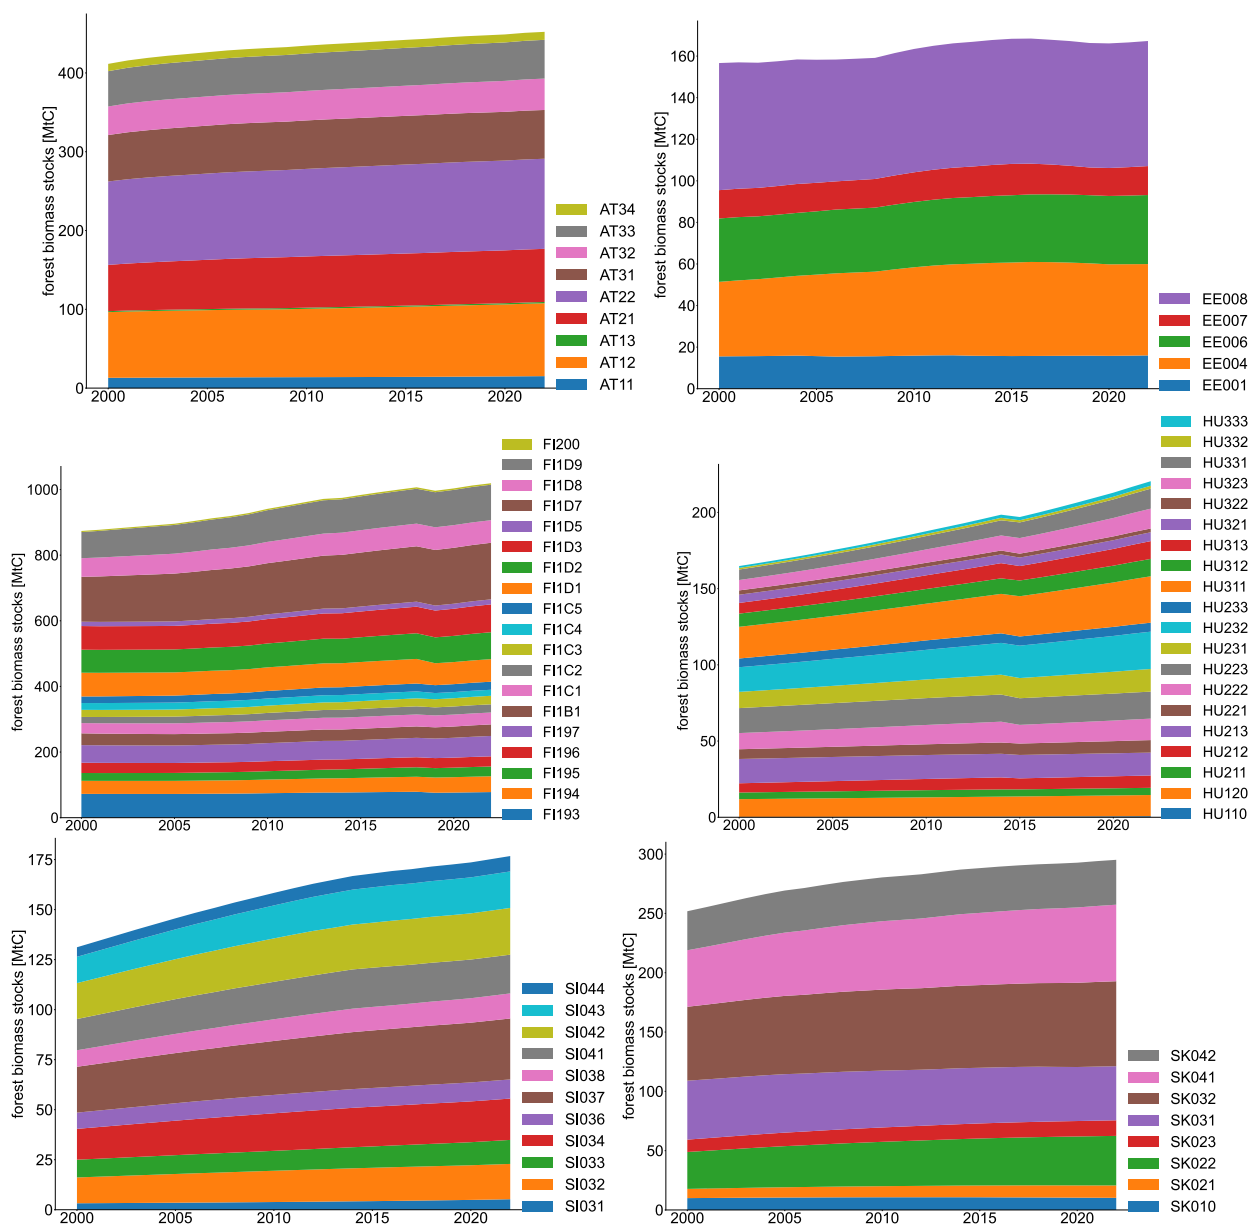 forest biomass stocks [MtC]
400
300
200
100
0
2000 2005 2010 2015 2020
AT34
AT33
AT32
AT31
AT22
AT21
AT13
AT12
AT11
forest biomass stocks [MtC]
160
140
120
100
80
60
40
20
0
2000 2005 2010 2015 2020
EE008
EE007
EE006
EE004
EE001
forest biomass stocks [MtC]
1000
800
600
400
200
0
2000 2005 2010 2015 2020
FI200
FI1D9
FI1D8
FI1D7
FI1D5
FI1D3
FI1D2
FI1D1
FI1C5
FI1C4
FI1C3
FI1C2
FI1C1
FI1B1
FI197
FI196
FI195
FI194
FI193
forest biomass stocks [MtC]
200
150
100
50
0
2000 2005 2010 2015 2020
HU333
HU332
HU331
HU323
HU322
HU321
HU313
HU312
HU311
HU233
HU232
HU231
HU223
HU222
HU221
HU213
HU212
HU211
HU120
HU110
forest biomass stocks [MtC]
175
150
125
100
75
50
25
0
2000 2005 2010 2015 2020
SI044
SI043
SI042
SI041
SI038
SI037
SI036
SI034
SI033
SI032
SI031
forest biomass stocks [MtC]
300
250
200
150
100
50
0
2000 2005 2010 2015 2020
SK042
SK041
SK032
SK031
SK023
SK022
SK021
SK010